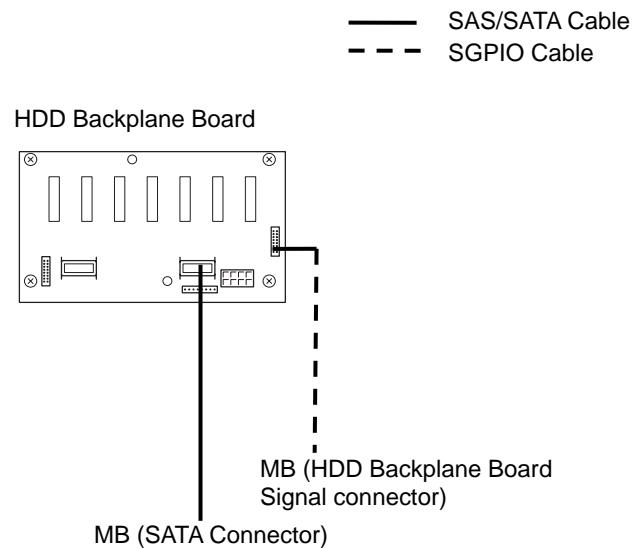 SAS/SATA Cable
SGPIO Cable
HDD Backplane Board
MB (HDD Backplane Board
Signal connector)
MB (SATA Connector)